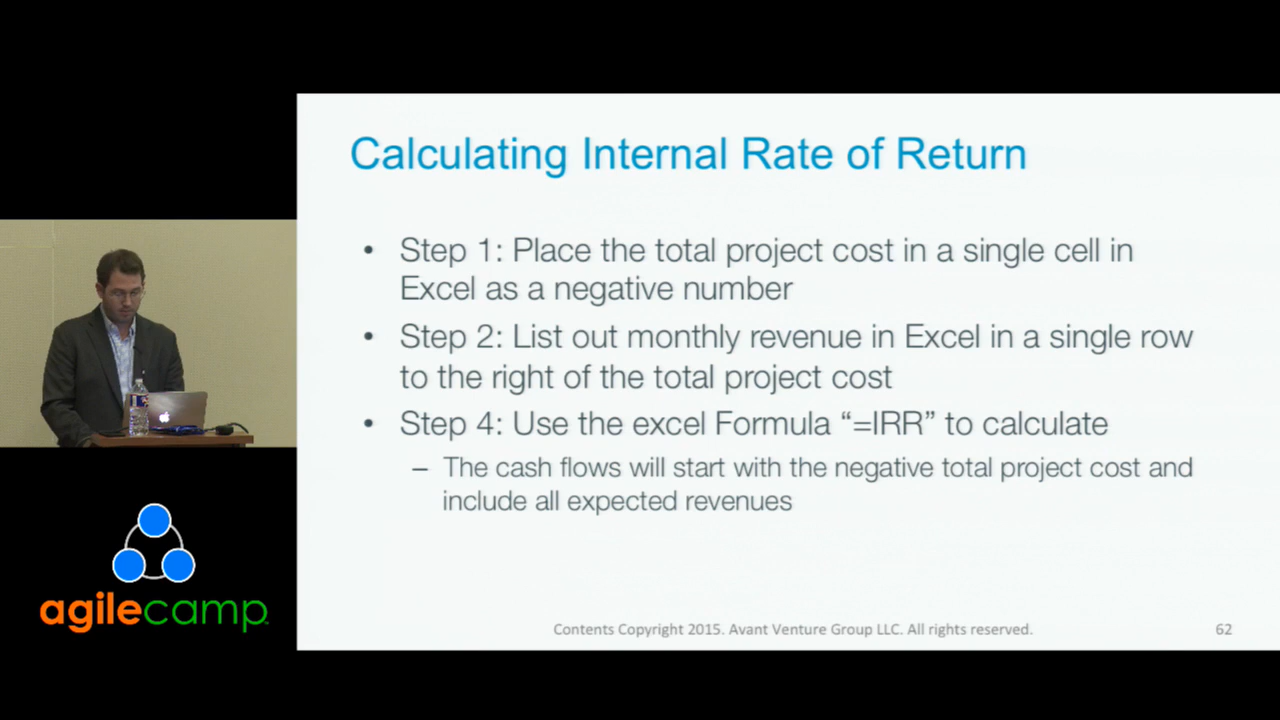 Calculating Internal Rate of Return
• Step 1: Place the total project cost in a single cell in
Excel as a negative number
• Step 2: List out monthly revenue in Excel in a single row
to the right of the total project cost
• Step 4: Use the excel Formula “=IRR” to calculate
– The cash flows will start with the negative total project cost and
include all expected revenues
Contents Copyright 2015. Avant Venture Group LLC. All rights reserved.
62
agilecamp